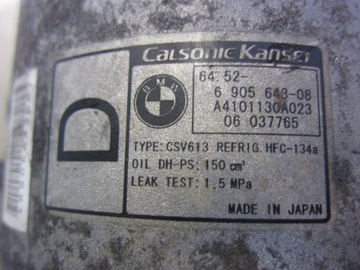 Calsonic Kansei
BMW
64 52-
6 905 643-08
A4101130A023
06 037765
D
TYPE: CSV613 REFRIG. HFC-134a
OIL DH-PS: 150 cm³
LEAK TEST: 1,5 MPa
MADE IN JAPAN